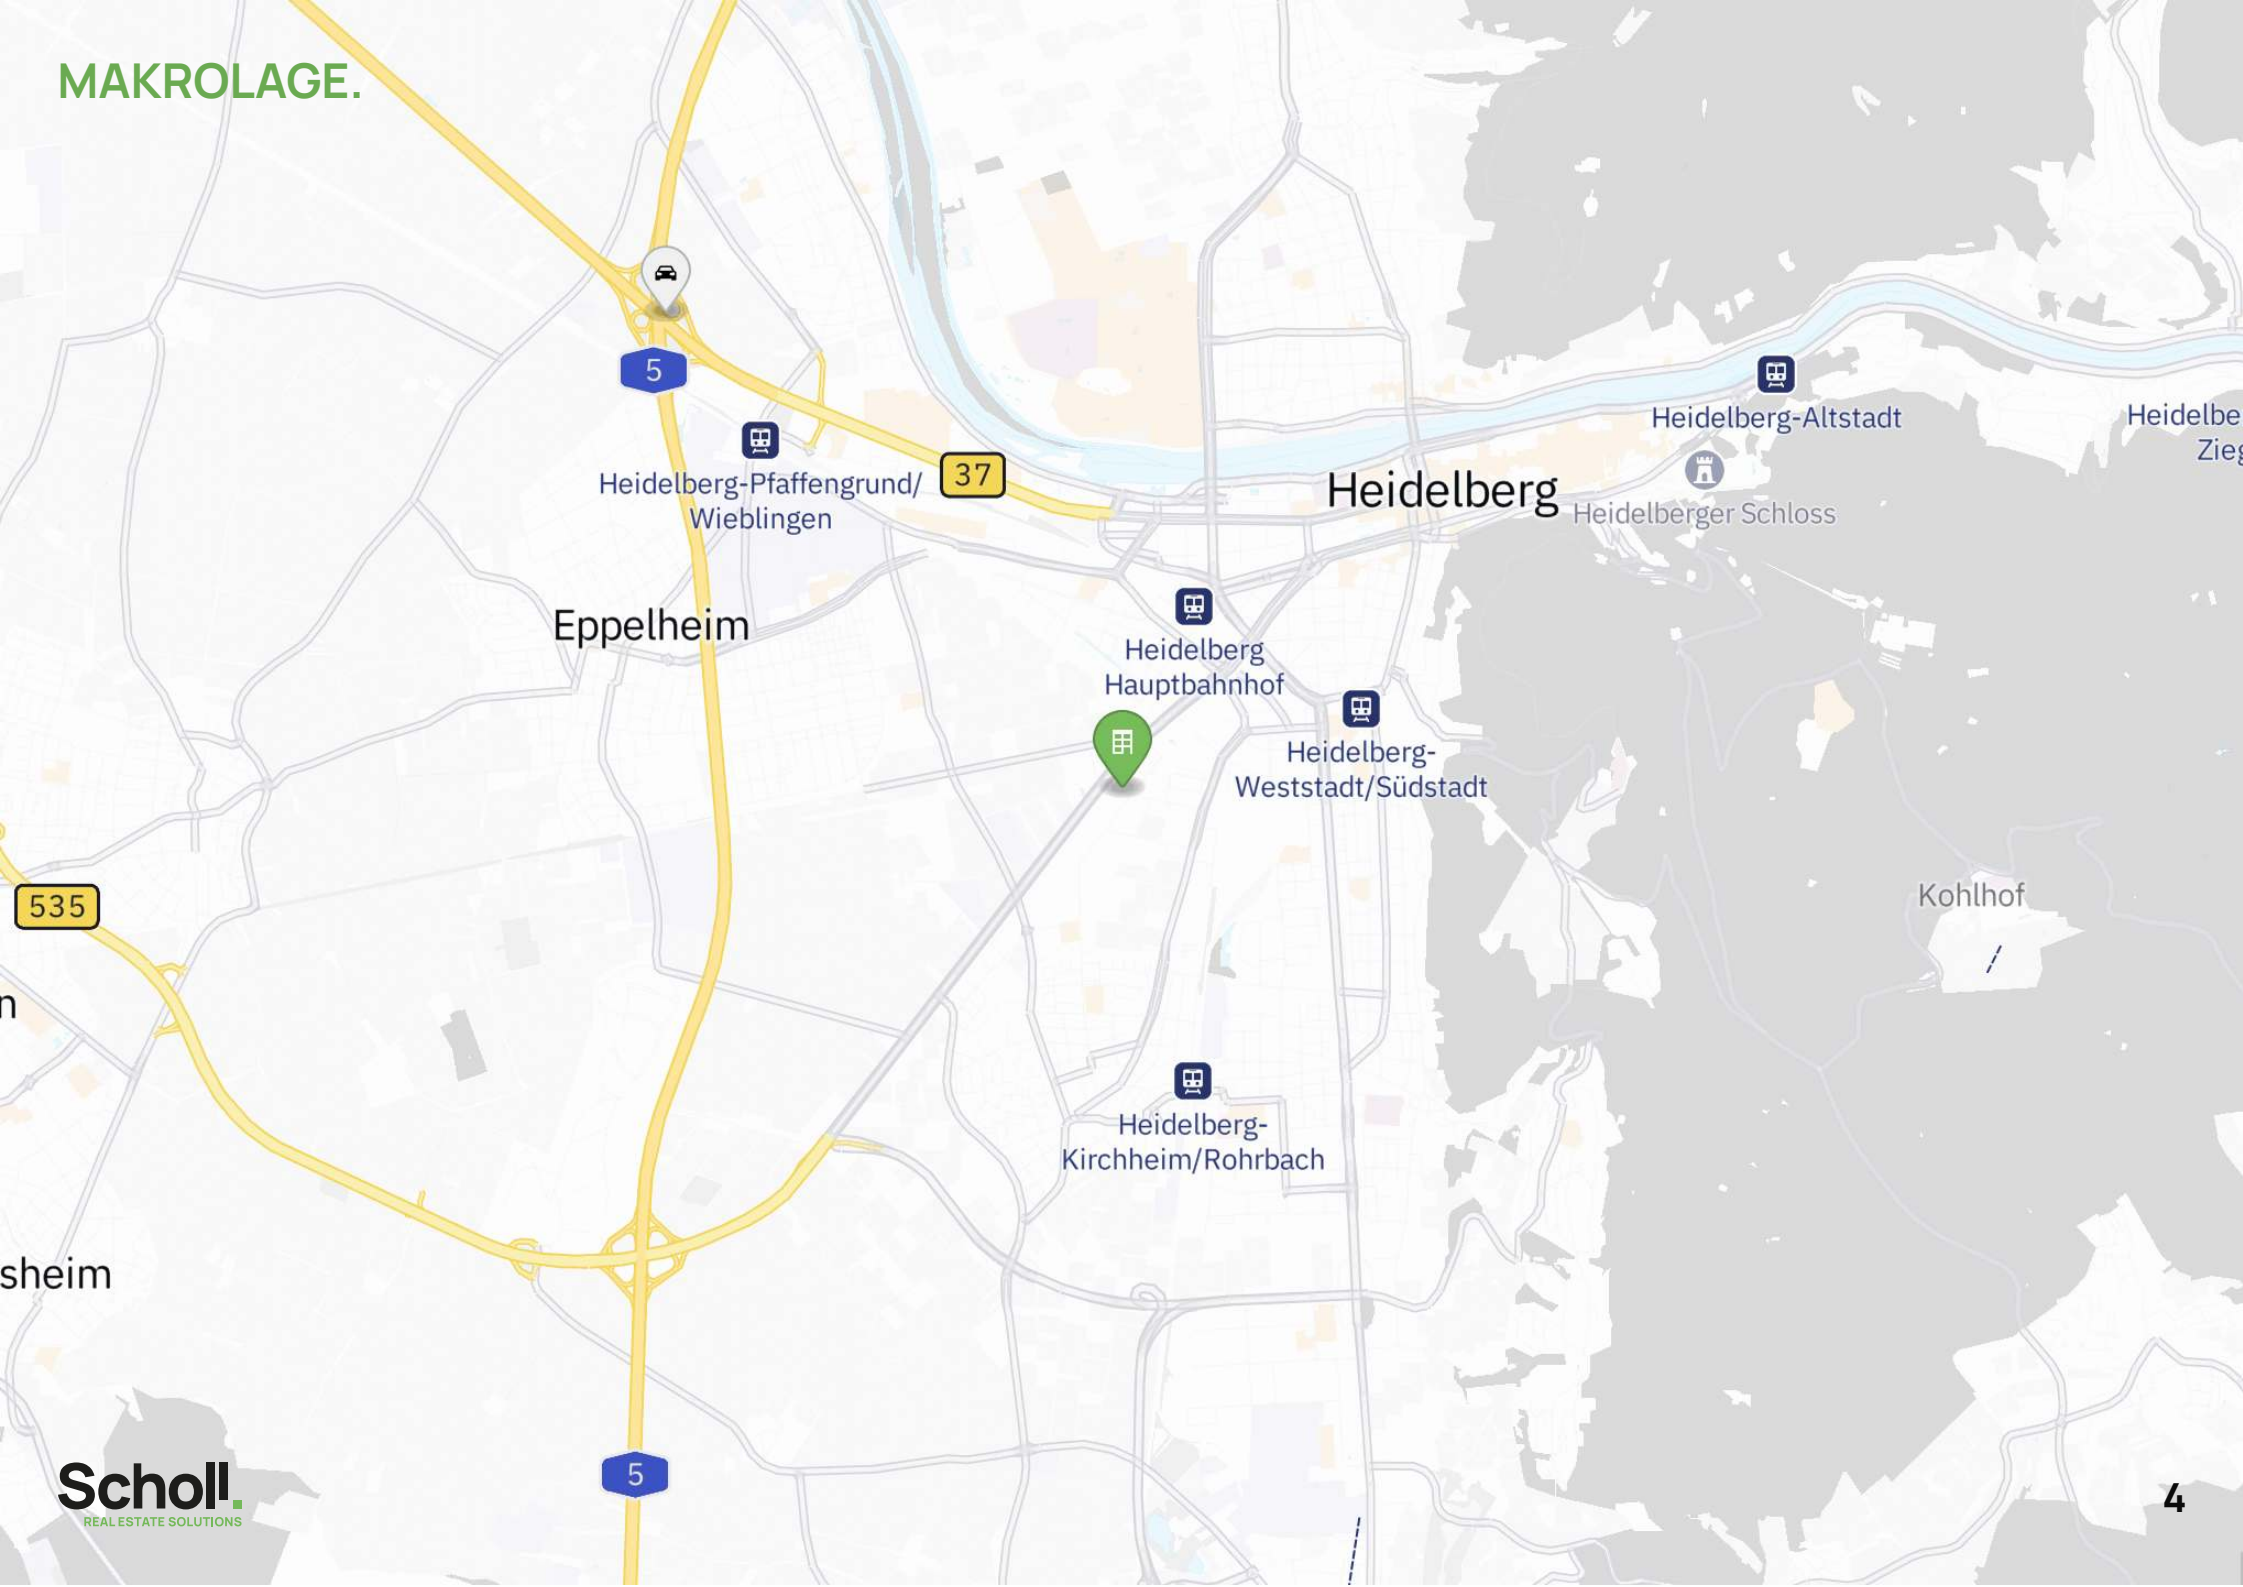 MAKROLAGE.
5
Heidelberg-Altstadt
Heidelbe
Zieg
Heidelberg-Pfaffengrund/
Wieblingen
37
Heidelberg
Heidelberger Schloss
Eppelheim
Heidelberg
Hauptbahnhof
Heidelberg-
Weststadt/Südstadt
535
Kohlhof
n
Heidelberg-
Kirchheim/Rohrbach
sheim
5
Scholl.
REAL ESTATE SOLUTIONS
4